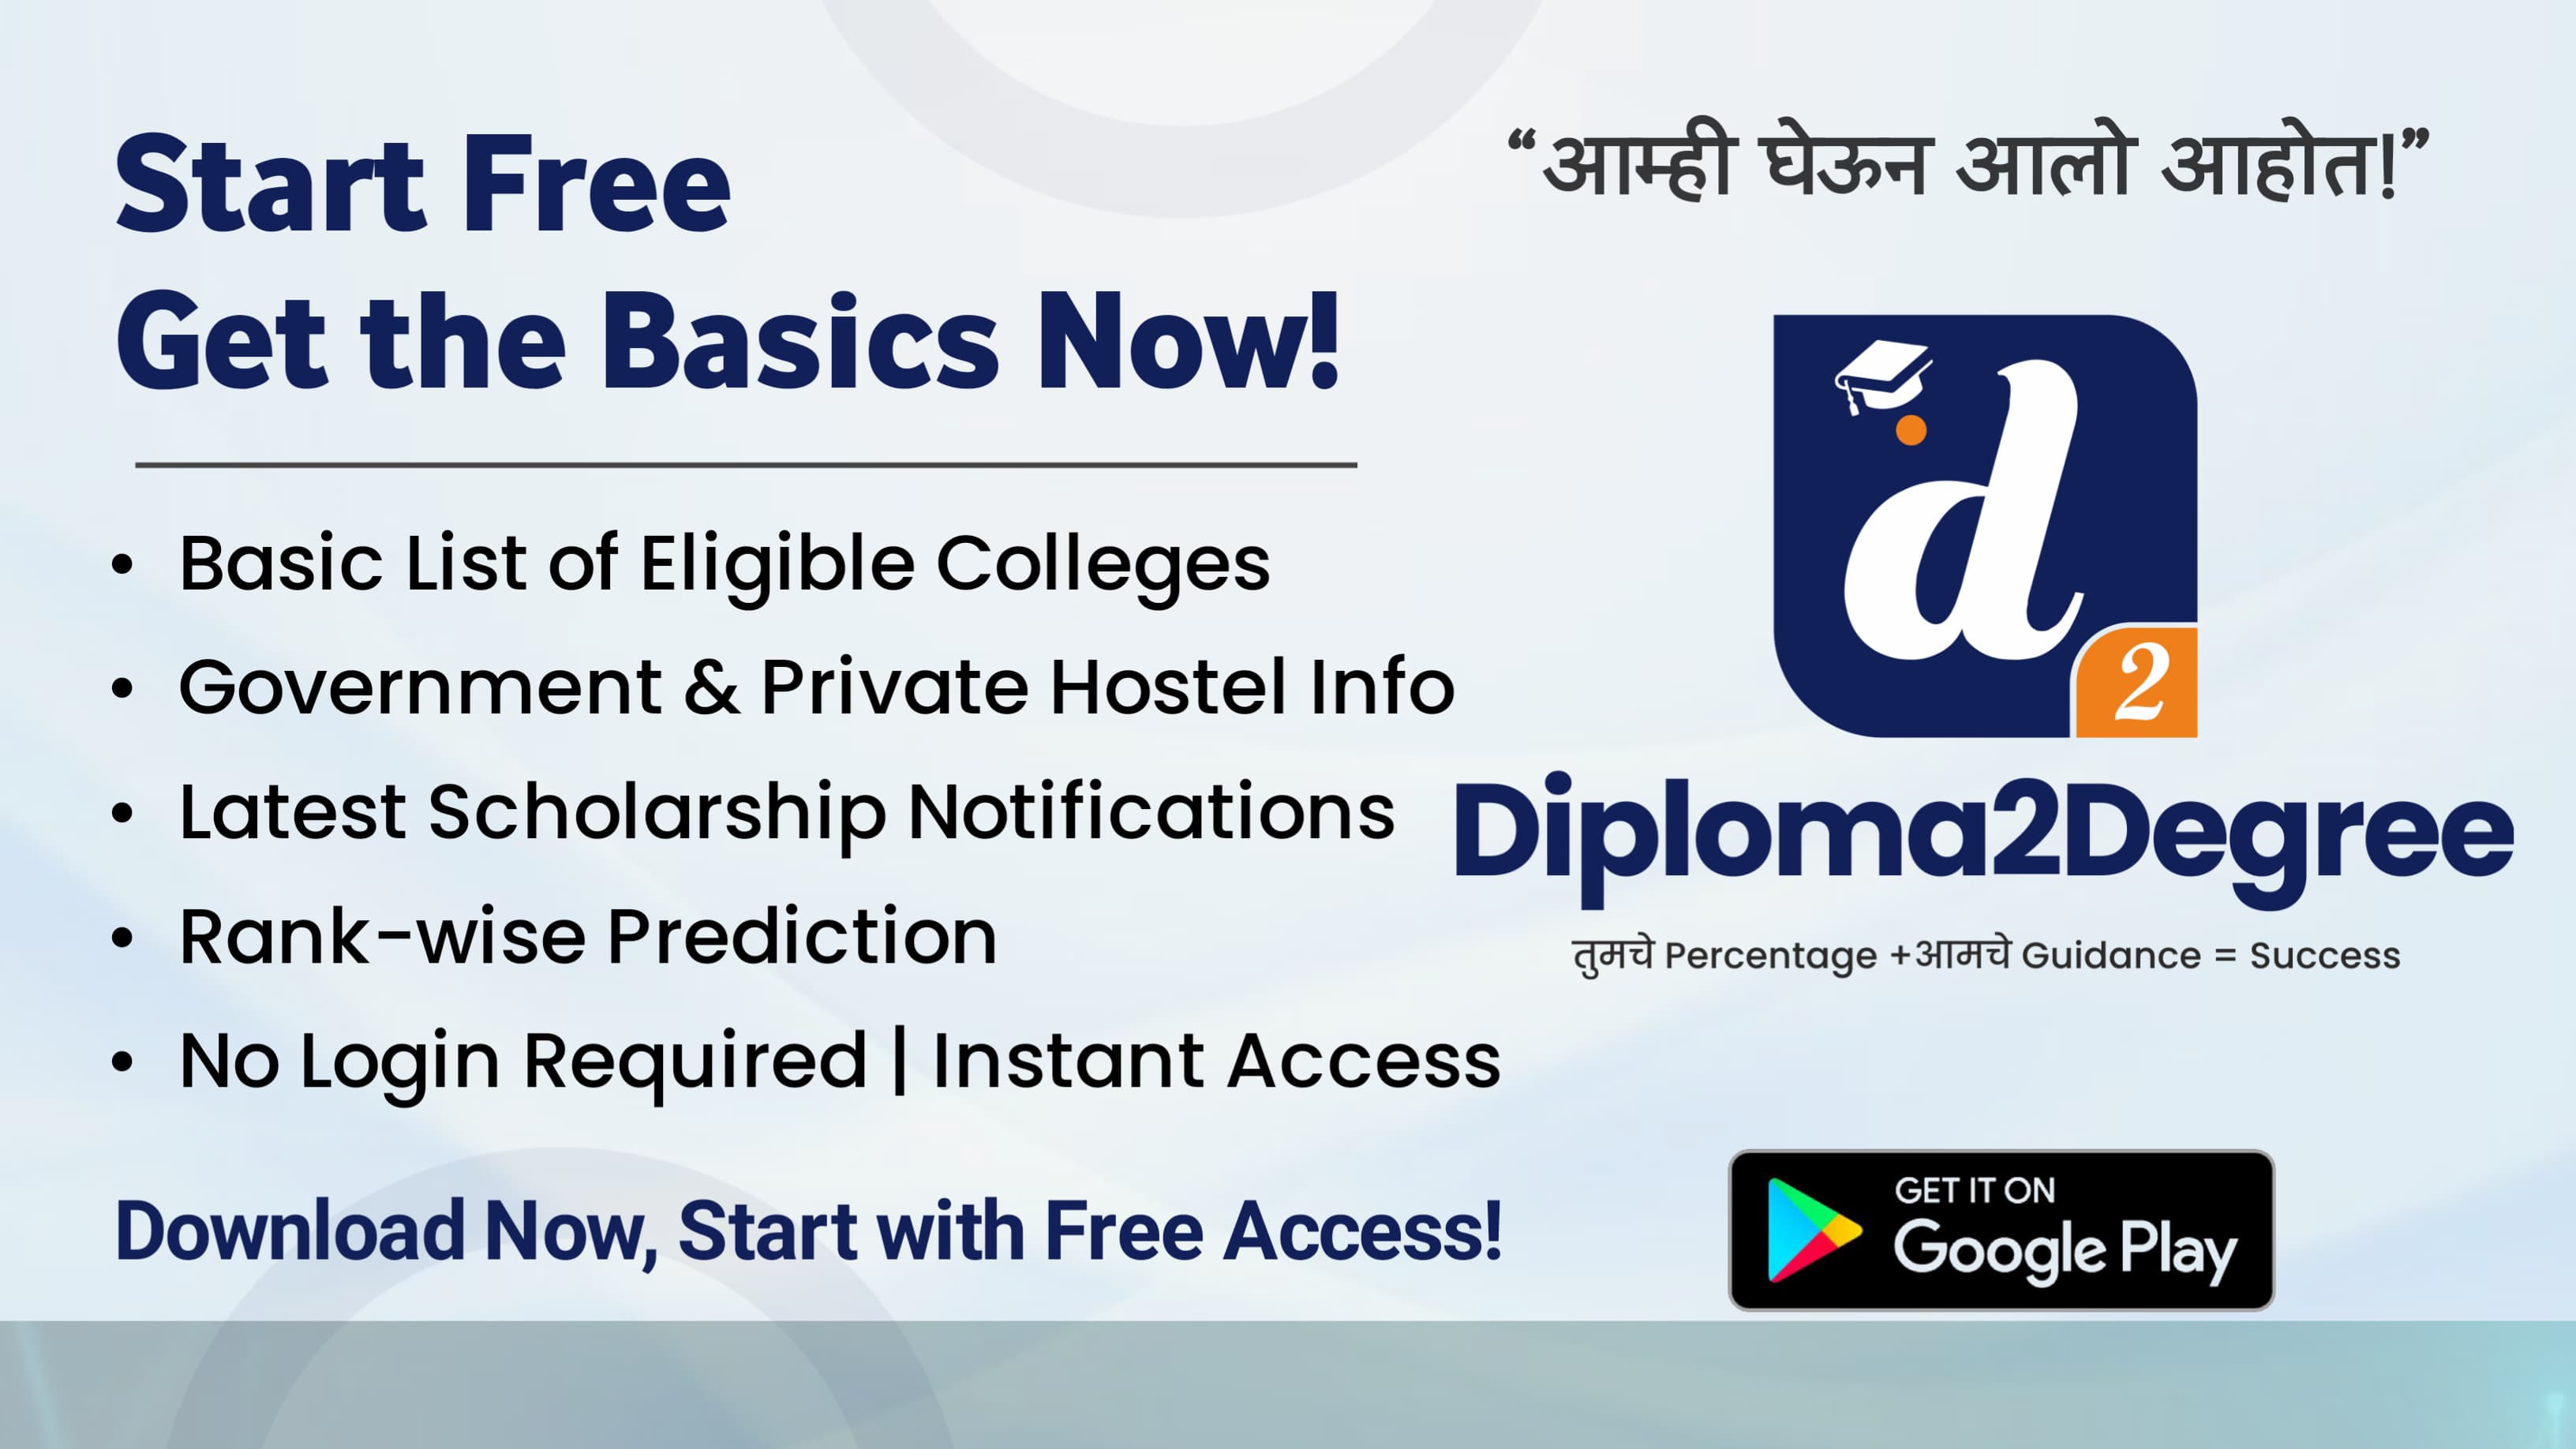 Start Free
Get the Basics Now!
• Basic List of Eligible Colleges
• Government & Private Hostel Info
• Latest Scholarship Notifications
• Rank-wise Prediction
• No Login Required | Instant Access
Download Now, Start with Free Access!
“आम्ही घेऊन आलो आहोत!”
d
2
Diploma2Degree
तुमचे Percentage +आमचे Guidance = Success
GET IT ON
Google Play